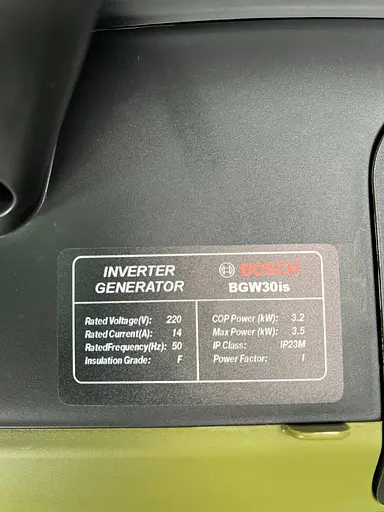 INVERTER
GENERATOR
BOSCH
BGW30is
Rated Voltage(V): 220
Rated Current(A): 14
RatedFrequency(Hz): 50
Insulation Grade: F
COP Power (kW): 3.2
Max Power (kW): 3.5
IP Class: IP23M
Power Factor: I